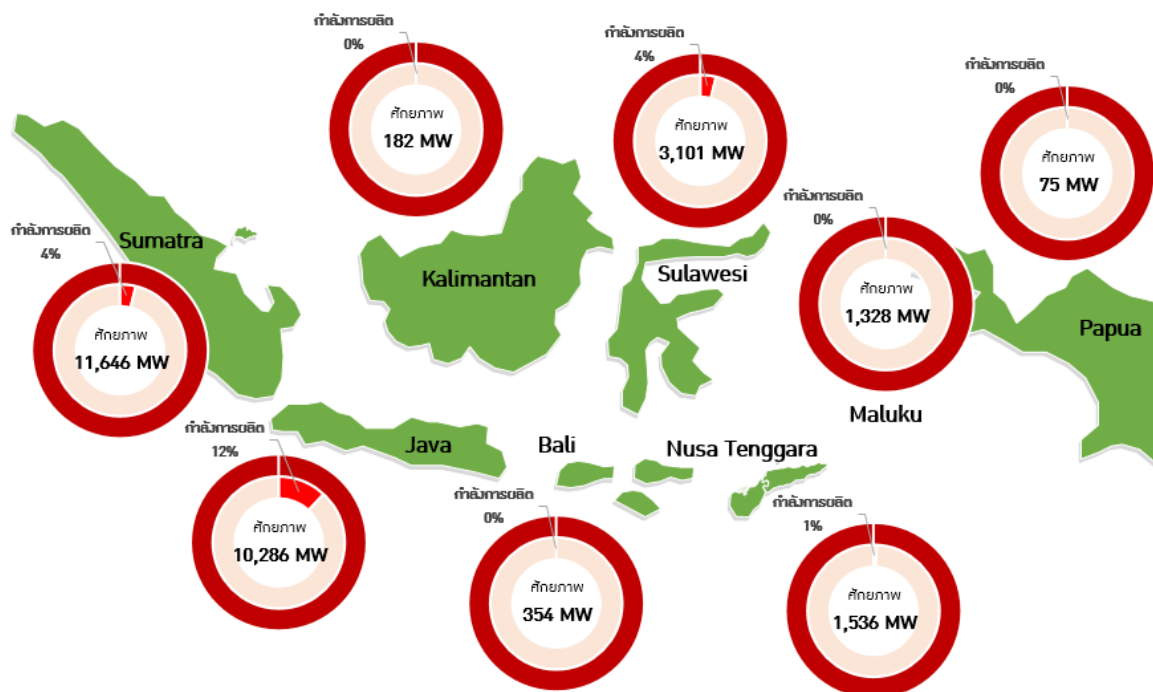 กำลังการผลิต
0%
ศักยภาพ
182 MW
กำลังการผลิต
4%
ศักยภาพ
3,101 MW
กำลังการผลิต
0%
ศักยภาพ
75 MW
กำลังการผลิต
0%
ศักยภาพ
1,328 MW
Sumatra
กำลังการผลิต
4%
ศักยภาพ
11,646 MW
Kalimantan
Sulawesi
Papua
Maluku
กำลังการผลิต
12%
ศักยภาพ
10,286 MW
Java
Bali
Nusa Tenggara
กำลังการผลิต
0%
ศักยภาพ
354 MW
กำลังการผลิต
1%
ศักยภาพ
1,536 MW